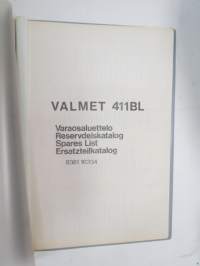 VALMET 411BL
Varaosaluettelo
Reservdelskatalog
Spares List
Ersatzteilkatalog